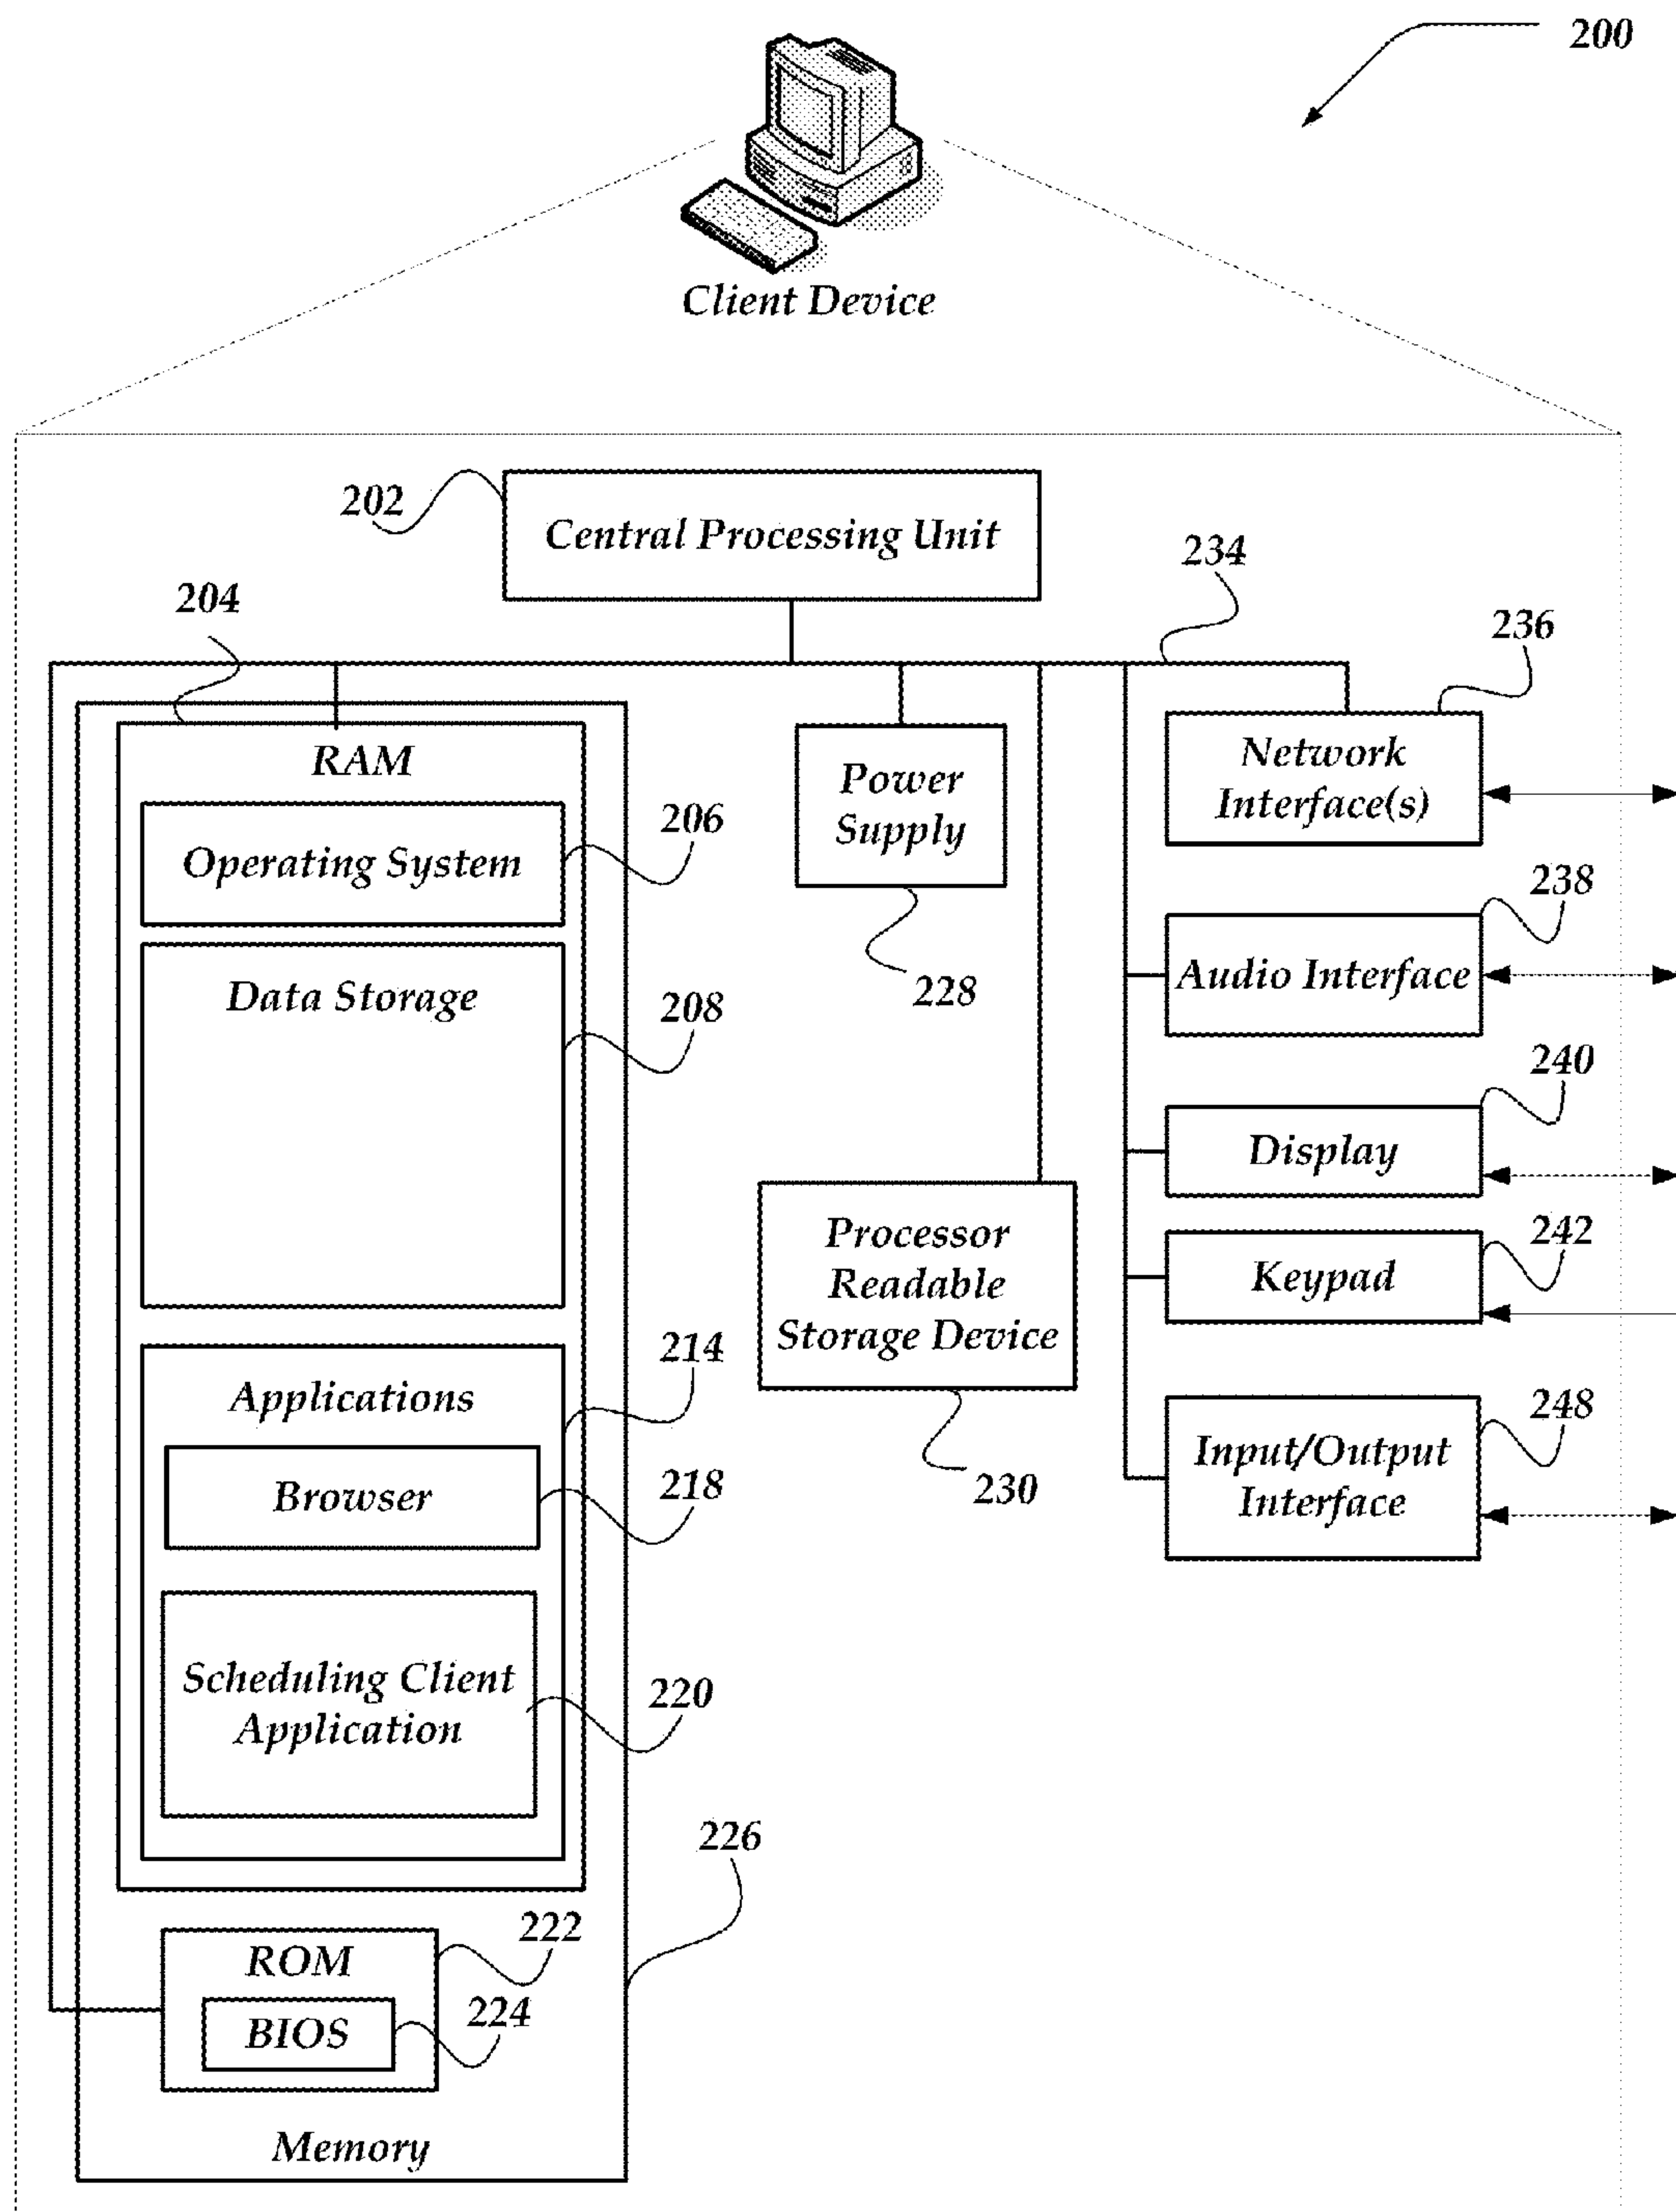 200
Client Device
202
Central Processing Unit
234
204
236
RAM
Network
Interface(s)
Power
Supply
206
Operating System
238
228
Audio Interface
Data Storage
208
240
Display
Processor
Readable
Storage Device
242
Keypad
214
Applications
248
Input/Output
Interface
218
Browser
230
Scheduling Client
Application
220
226
222
ROM
224
BIOS
Memory